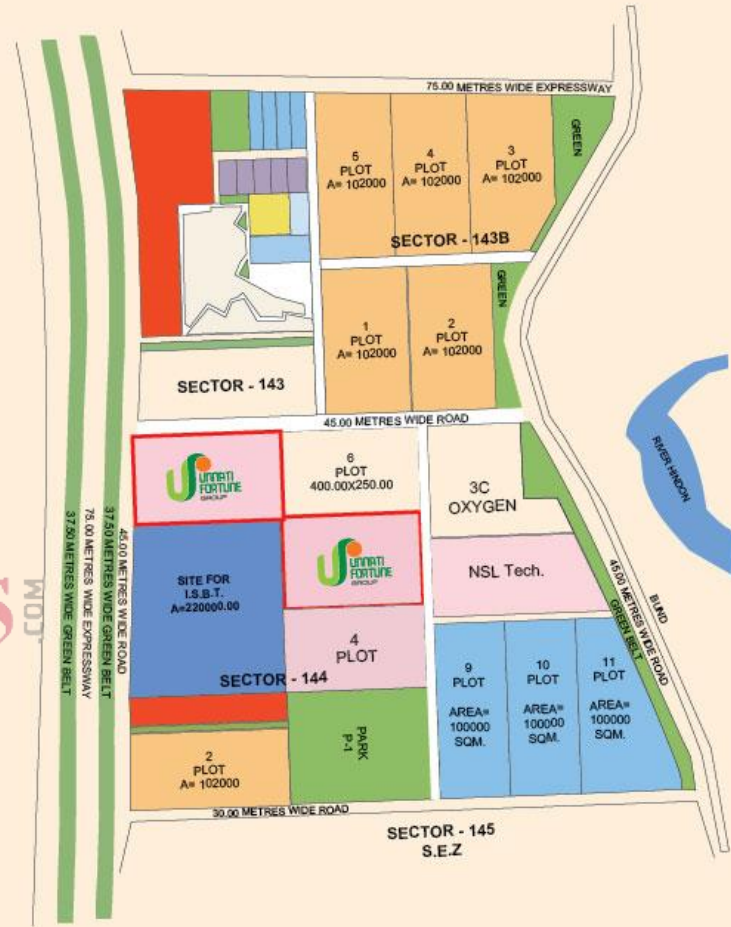 75.00 METRES WIDE EXPRESSWAY
5
PLOT
A= 102000
4
PLOT
A= 102000
3
PLOT
A= 102000
GREEN
SECTOR - 143B
1
PLOT
A= 102000
2
PLOT
A= 102000
GREEN
SECTOR - 143
45.00 METRES WIDE ROAD
UNNATI
FORTUNE
GROUP
6
PLOT
400.00X250.00
3C
OXYGEN
RIVER HINDON
SITE FOR
I.S.B.T.
A=220000.00
UNNATI
FORTUNE
GROUP
NSL Tech.
4
PLOT
SECTOR - 144
9
PLOT
AREA=
100000
SQM.
10
PLOT
AREA=
100000
SQM.
11
PLOT
AREA=
100000
SQM.
BUND
45.00 METRES WIDE ROAD
GREEN BELT
PARK
P-1
2
PLOT
A= 102000
30.00 METRES WIDE ROAD
SECTOR - 145
S.E.Z
37.50 METRES WIDE GREEN BELT
75.00 METRES WIDE EXPRESSWAY
37.50 METRES WIDE GREEN BELT
45.00 METRES WIDE ROAD
.COM